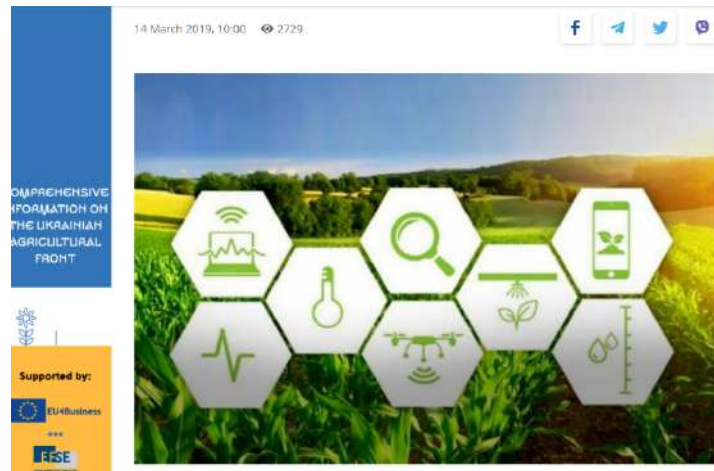 14 March 2019, 10:00 2729
COMPREHENSIVE
INFORMATION ON
THE UKRAINIAN
AGRICULTURAL
FRONT
Supported by:
EU4Business
EFSE